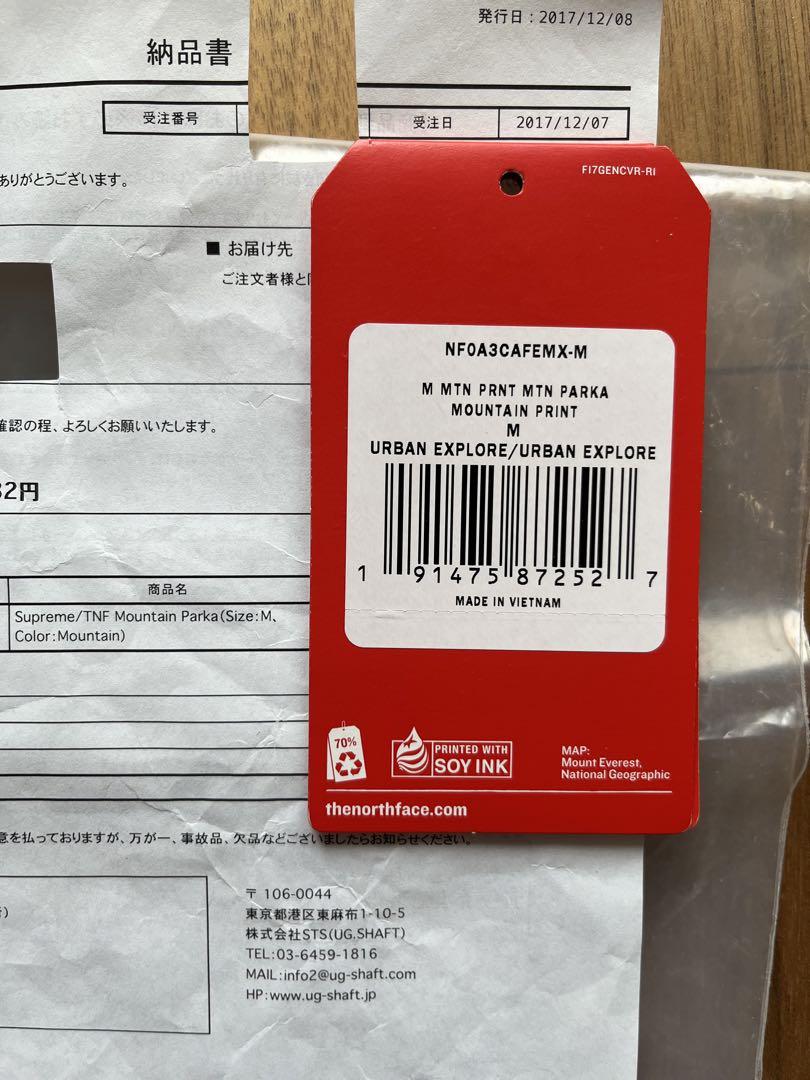 発行日：2017/12/08
納品書
受注番号
受注日
2017/12/07
ありがとうございます。
■ お届け先
ご注文者様と
確認の程、よろしくお願いいたします。
32円
商品名
Supreme/TNF Mountain Parka(Size:M、
Color:Mountain)
意を払っておりますが、万が一、事故品、欠品などございましたらお知らせください。
〒 106-0044
東京都港区東麻布1-10-5
株式会社STS(UG.SHAFT)
TEL:03-6459-1816
MAIL:info2@ug-shaft.com
HP:www.ug-shaft.jp
F17GENCVR-R1
NF0A3CAFEMX-M
M MTN PRNT MTN PARKA
MOUNTAIN PRINT
M
URBAN EXPLORE/URBAN EXPLORE
1 91475 87252 7
MADE IN VIETNAM
70%
PRINTED WITH
SOY INK
MAP:
Mount Everest,
National Geographic
thenorthface.com